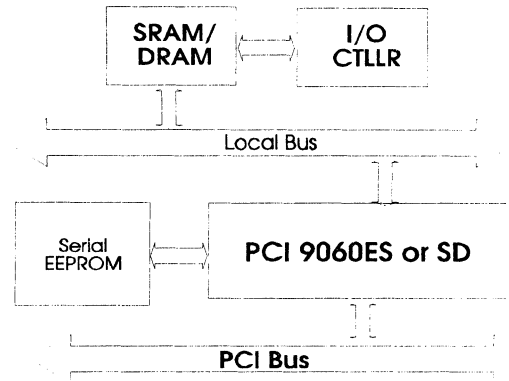 SRAM/
DRAM
I/O
CTLLR
Local Bus
Serial
EEPROM
PCI 9060ES or SD
PCI Bus